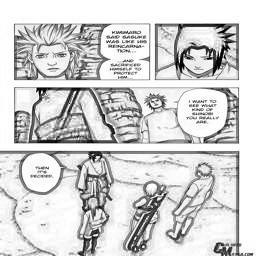 KIMIMARO
SAID SASUKE
WAS LIKE HIS
REINCARNA-
TION...
...AND
SACRIFICED
HIMSELF TO
PROTECT
HIM...
I WANT TO
SEE WHAT
KIND OF
SHINOBI
YOU REALLY
ARE.
THEN
IT'S
DECIDED.